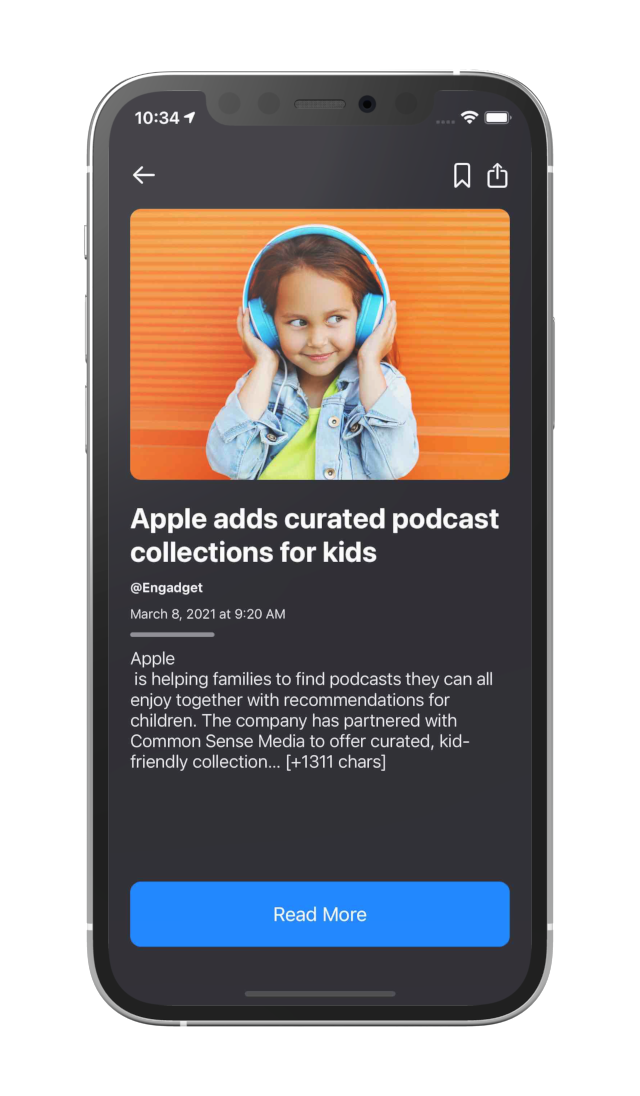 10:34
Apple adds curated podcast
collections for kids
@Engadget
March 8, 2021 at 9:20 AM
Apple
is helping families to find podcasts they can all
enjoy together with recommendations for
children. The company has partnered with
Common Sense Media to offer curated, kid-
friendly collection... [+1311 chars]
Read More